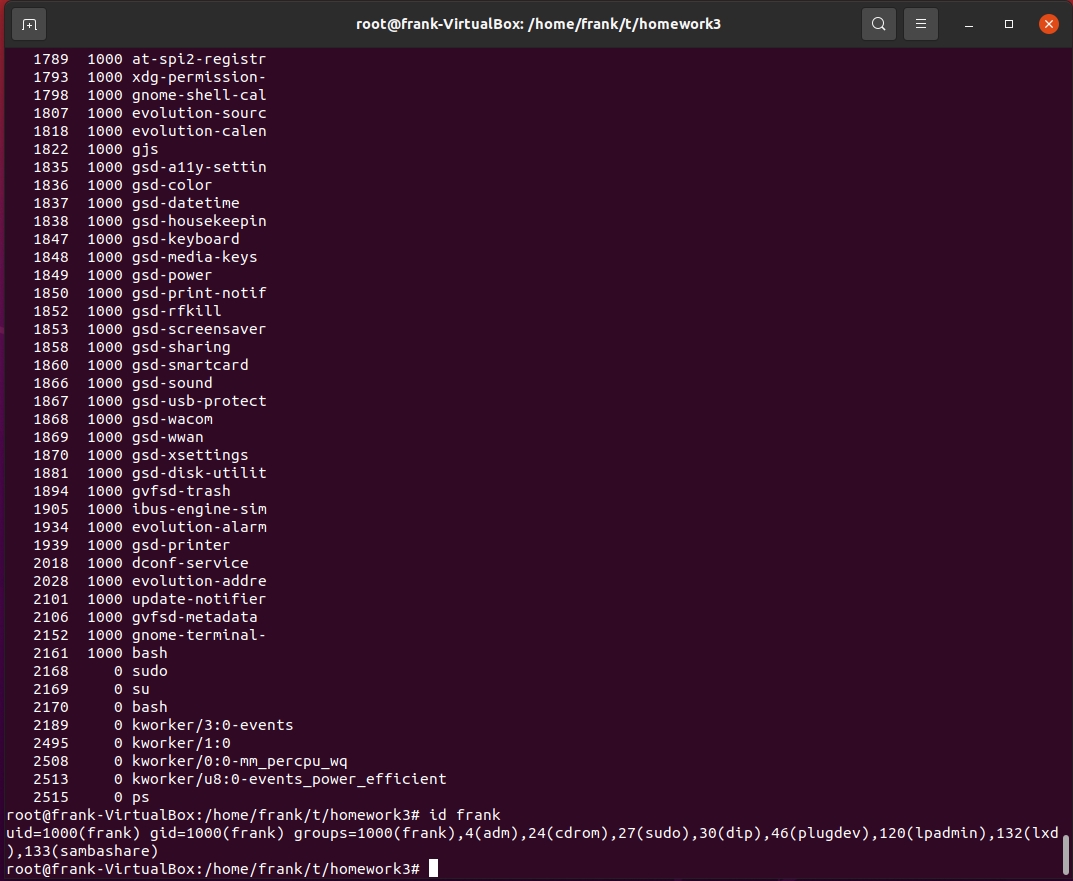 root@frank-VirtualBox: /home/frank/t/homework3
1789 1000 at-spi2-registr
1793 1000 xdg-permission-
1798 1000 gnome-shell-cal
1807 1000 evolution-sourc
1818 1000 evolution-calen
1822 1000 gjs
1835 1000 gsd-a11y-settin
1836 1000 gsd-color
1837 1000 gsd-datetime
1838 1000 gsd-housekeepin
1847 1000 gsd-keyboard
1848 1000 gsd-media-keys
1849 1000 gsd-power
1850 1000 gsd-print-notif
1852 1000 gsd-rfkill
1853 1000 gsd-screensaver
1858 1000 gsd-sharing
1860 1000 gsd-smartcard
1866 1000 gsd-sound
1867 1000 gsd-usb-protect
1868 1000 gsd-wacom
1869 1000 gsd-wwan
1870 1000 gsd-xsettings
1881 1000 gsd-disk-utilit
1894 1000 gvfsd-trash
1905 1000 ibus-engine-sim
1934 1000 evolution-alarm
1939 1000 gsd-printer
2018 1000 dconf-service
2028 1000 evolution-addre
2101 1000 update-notifier
2106 1000 gvfsd-metadata
2152 1000 gnome-terminal-
2161 1000 bash
2168 0 sudo
2169 0 su
2170 0 bash
2189 0 kworker/3:0-events
2495 0 kworker/1:0
2508 0 kworker/0:0-mm_percpu_wq
2513 0 kworker/u8:0-events_power_efficient
2515 0 ps
root@frank-VirtualBox:/home/frank/t/homework3# id frank
uid=1000(frank) gid=1000(frank) groups=1000(frank),4(adm),24(cdrom),27(sudo),30(dip),46(plugdev),120(lpadmin),132(lxd
),133(sambashare)
root@frank-VirtualBox:/home/frank/t/homework3#